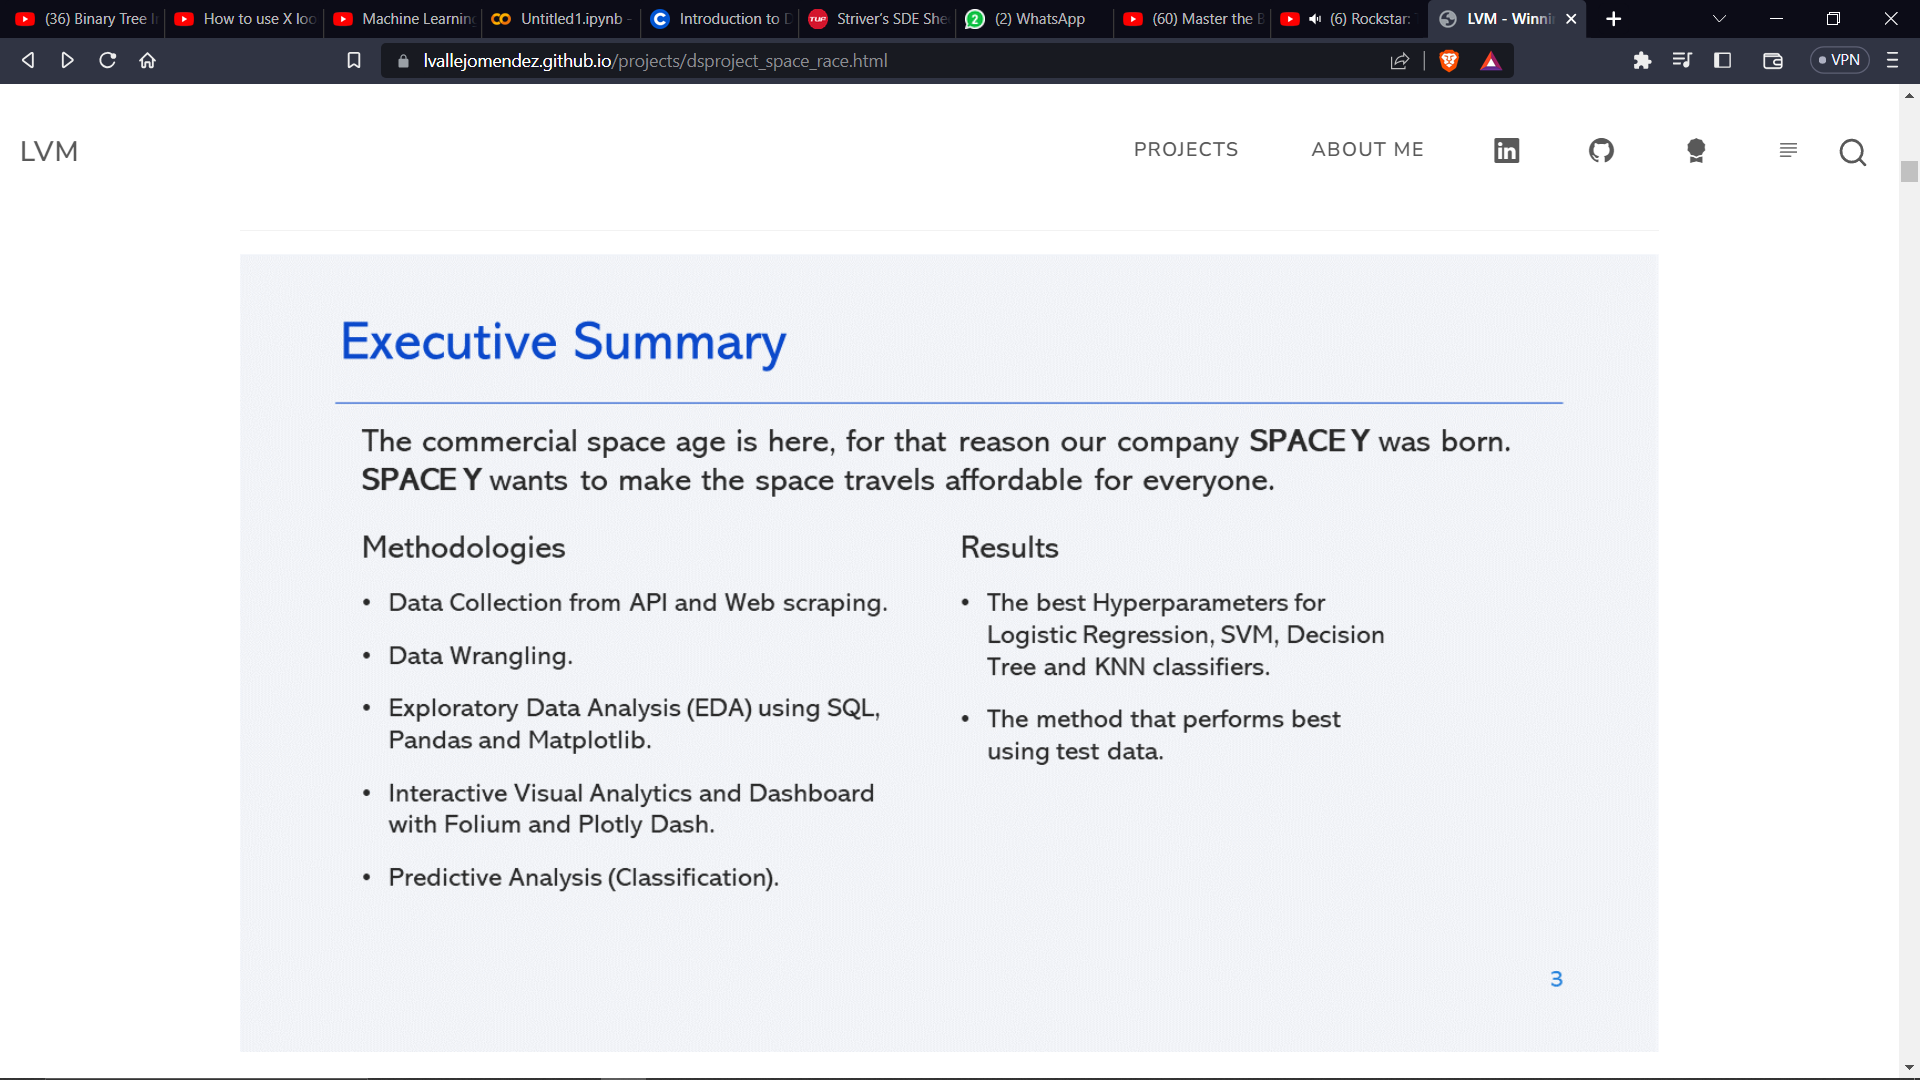 (36) Binary Tree
How to use X
Machine Learning
Untitled1.ipynb
Introduction to
Striver's SDE
(2) WhatsApp
(60) Master the
(6) Rockstar:
LVM -
VPN
lvallejomendez.github.io/projects/dsproject_space_race.html
LVM
PROJECTS
ABOUT ME
Executive Summary
The commercial space age is here, for that reason our company SPACE Y was born.
SPACE Y wants to make the space travels affordable for everyone.
Methodologies
• Data Collection from API and Web scraping.
• Data Wrangling.
• Exploratory Data Analysis (EDA) using SQL,
Pandas and Matplotlib.
• Interactive Visual Analytics and Dashboard
with Folium and Plotly Dash.
• Predictive Analysis (Classification).
Results
• The best Hyperparameters for
Logistic Regression, SVM, Decision
Tree and KNN classifiers.
• The method that performs best
using test data.
3